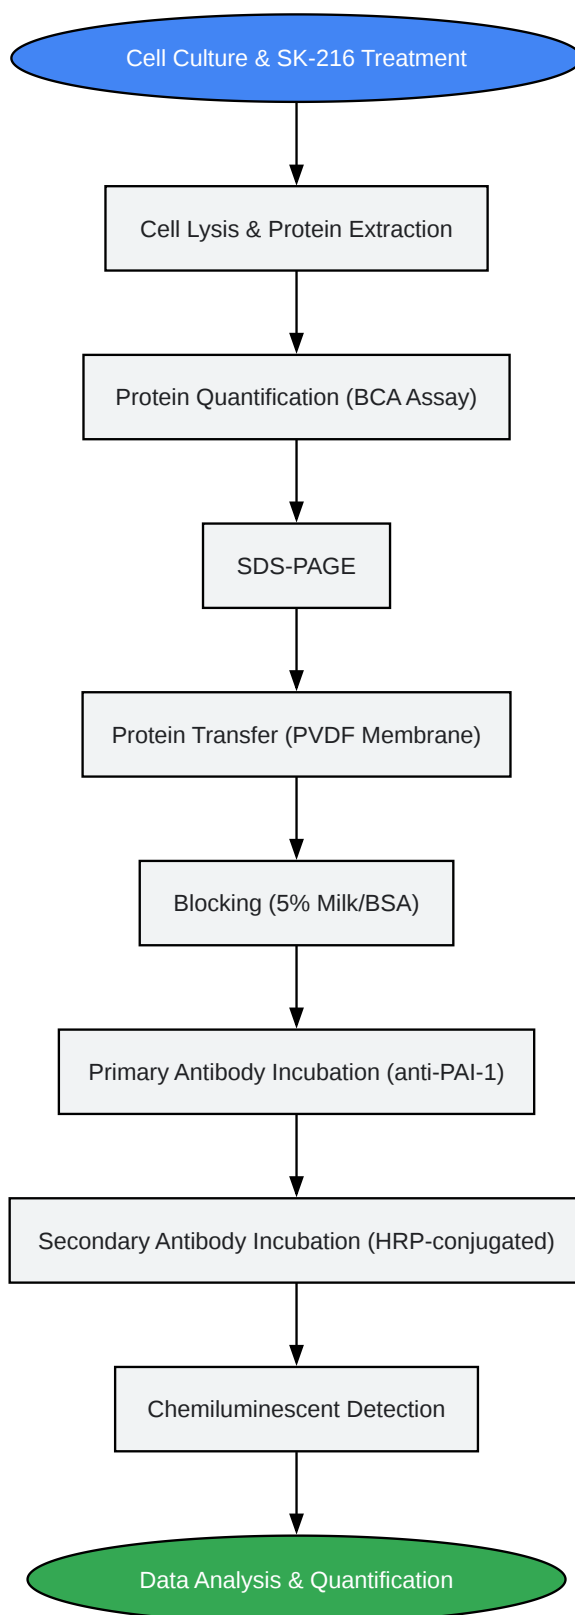 Cell Culture & SK-216 Treatment
Cell Lysis & Protein Extraction
Protein Quantification (BCA Assay)
SDS-PAGE
Protein Transfer (PVDF Membrane)
Blocking (5% Milk/BSA)
Primary Antibody Incubation (anti-PAI-1)
Secondary Antibody Incubation (HRP-conjugated)
Chemiluminescent Detection
Data Analysis & Quantification